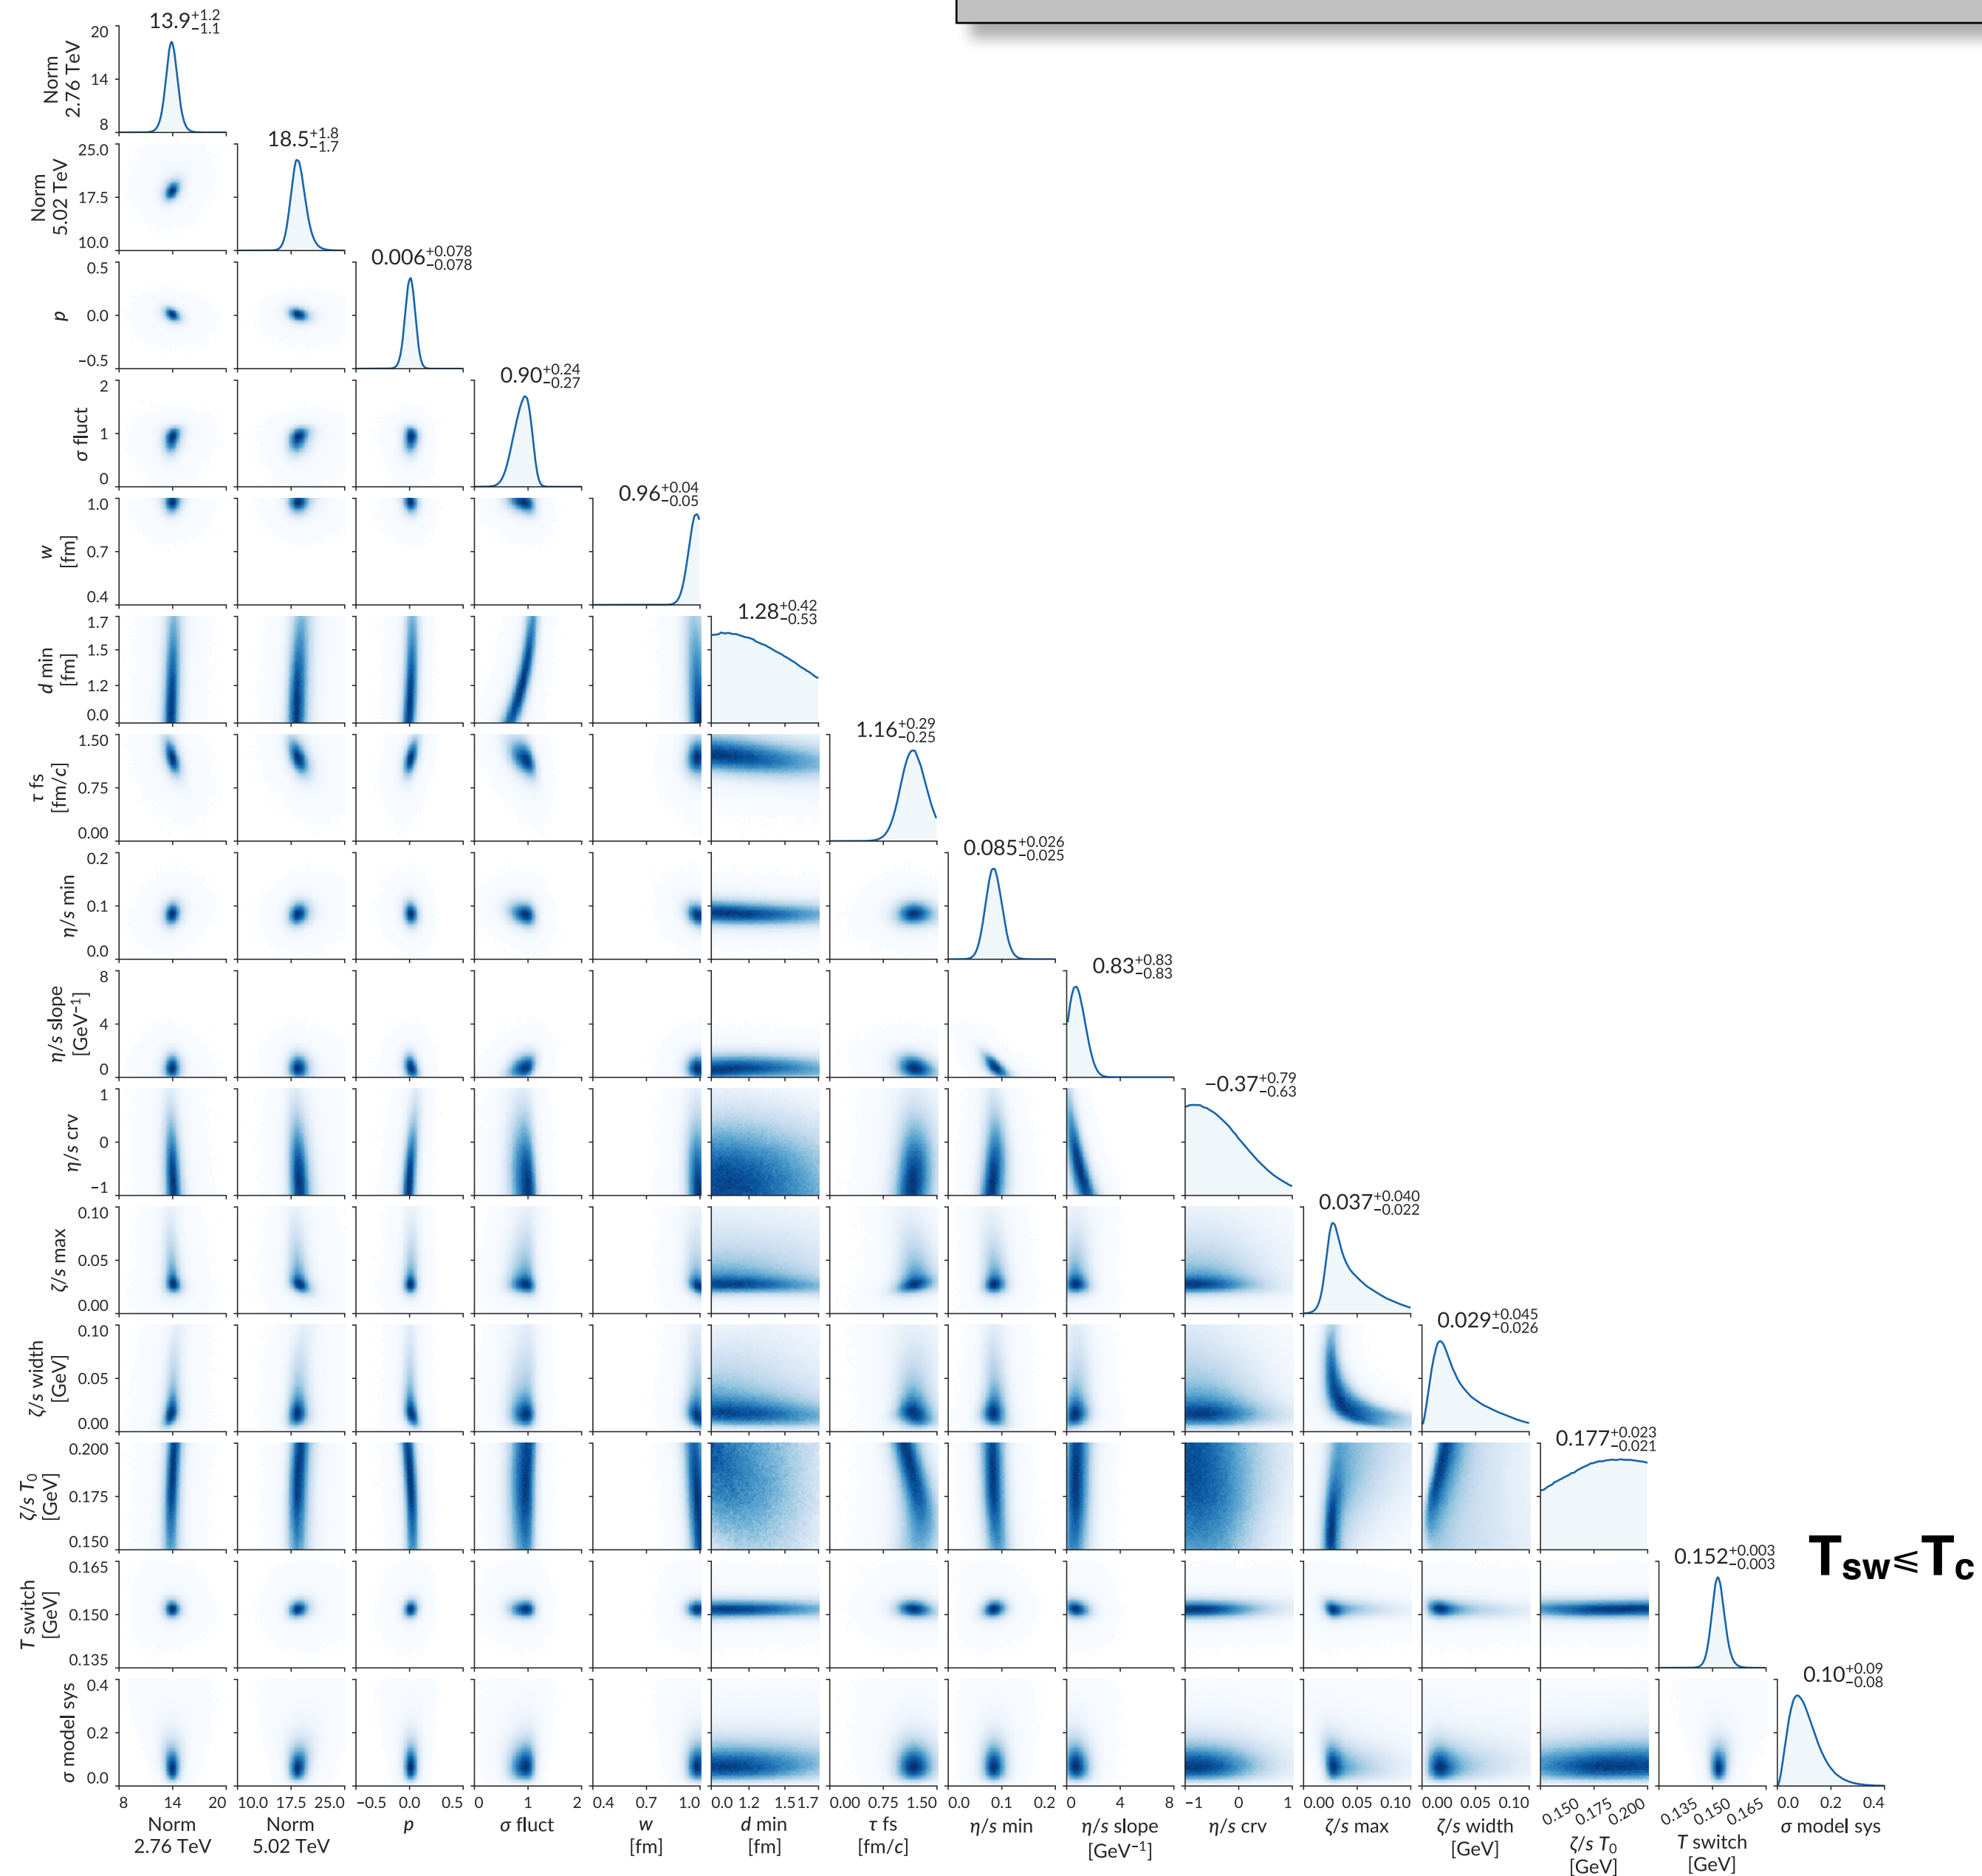 13.9+1.2−1.1
20
14
8
Norm
2.76 TeV
18.5+1.8−1.7
25.0
17.5
10.0
Norm
5.02 TeV
0.006+0.078−0.078
0.5
0.0
−0.5
p
0.90+0.24−0.27
2
1
0
σ fluct
0.96+0.04−0.05
1.0
0.7
0.4
w
[fm]
1.28+0.42−0.53
1.7
1.5
1.2
0.0
d min
[fm]
1.16+0.29−0.25
1.50
0.75
0.00
τ fs
[fm/c]
0.085+0.026−0.025
0.2
0.1
0.0
η/s min
0.83+0.83−0.83
8
4
0
η/s slope
[GeV⁻¹]
−0.37+0.79−0.63
1
0
−1
η/s crv
0.037+0.040−0.022
0.10
0.05
0.00
ζ/s max
0.029+0.045−0.026
0.10
0.05
0.00
ζ/s width
[GeV]
0.177+0.023−0.021
0.200
0.175
0.150
ζ/s T₀
[GeV]
0.152+0.003−0.003
Tsw⩽Tc
0.165
0.150
0.135
T switch
[GeV]
0.10+0.09−0.08
0.4
0.2
0.0
σ model sys
8 14 20 10.0 17.5 25.0 −0.5 0.0 0.5 0 1 2 0.4 0.7 1.0 0.0 1.2 1.5 1.7 0.00 0.75 1.50 0.0 0.1 0.2 0 4 8 −1 0 1 0.00 0.05 0.10 0.00 0.05 0.10 0.150 0.175 0.200 0.135 0.150 0.165 0.0 0.2 0.4
Norm
2.76 TeV
Norm
5.02 TeV
p
σ fluct
w
[fm]
d min
[fm]
τ fs
[fm/c]
η/s min
η/s slope
[GeV⁻¹]
η/s crv
ζ/s max
ζ/s width
[GeV]
ζ/s T₀
[GeV]
T switch
[GeV]
σ model sys